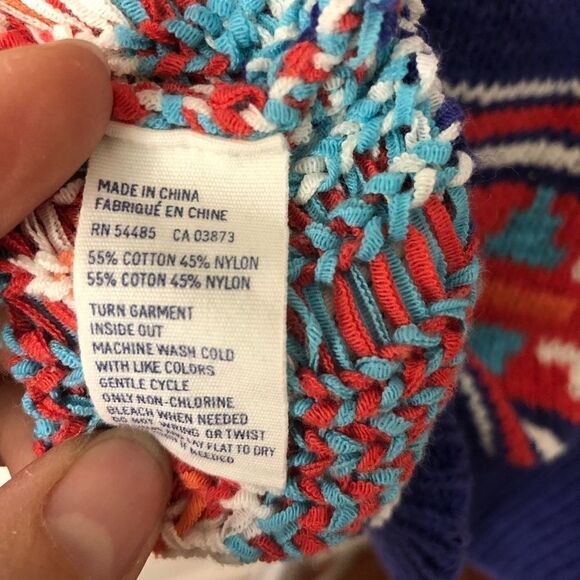 MADE IN CHINA
FABRIQUÉ EN CHINE
RN 54485 CA 03873
55% COTTON 45% NYLON
55% COTON 45% NYLON
TURN GARMENT
INSIDE OUT
MACHINE WASH COLD
WITH LIKE COLORS
GENTLE CYCLE
ONLY NON-CHLORINE
BLEACH WHEN NEEDED
DO NOT WRING OR TWIST
LAY FLAT TO DRY
IF NEEDED